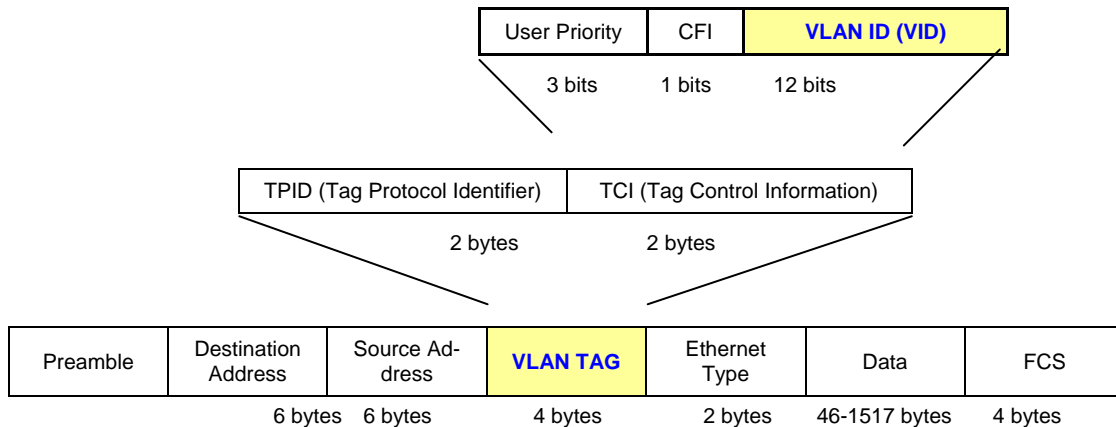 User Priority CFI VLAN ID (VID)
3 bits 1 bits 12 bits
TPID (Tag Protocol Identifier) TCI (Tag Control Information)
2 bytes 2 bytes
Preamble Destination Address Source Ad-dress VLAN TAG Ethernet Type Data FCS
6 bytes 6 bytes 4 bytes 2 bytes 46-1517 bytes 4 bytes